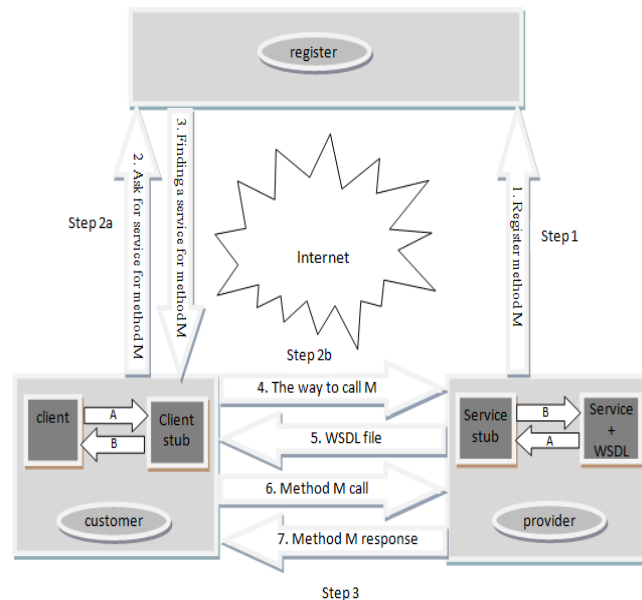 register
2. Ask for service for method M
3. Finding a service for method M
1. Register method M
Step 2a
Internet
Step 1
Step 2b
4. The way to call M
5. WSDL file
6. Method M call
7. Method M response
client
A
B
Client
stub
customer
Service
stub
B
A
Service
+
WSDL
provider
Step 3